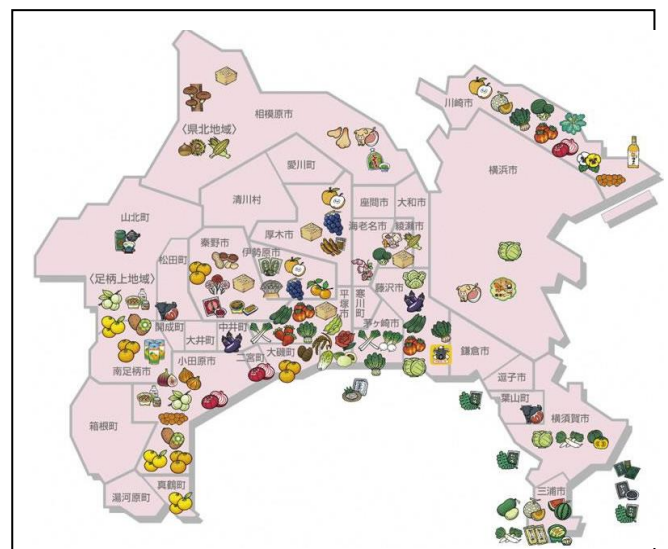 川崎市
相模原市
〈県北地域〉
横浜市
愛川町
清川村
座間市
大和市
山北町
厚木市
海老名市
綾瀬市
秦野市
伊勢原市
松田町
〈足柄上地域〉
藤沢市
寒川町
平塚市
茅ヶ崎市
開成町
中井町
大井町
大磯町
鎌倉市
二宮町
小田原市
南足柄市
逗子市
葉山町
横須賀市
箱根町
三浦市
真鶴町
湯河原町